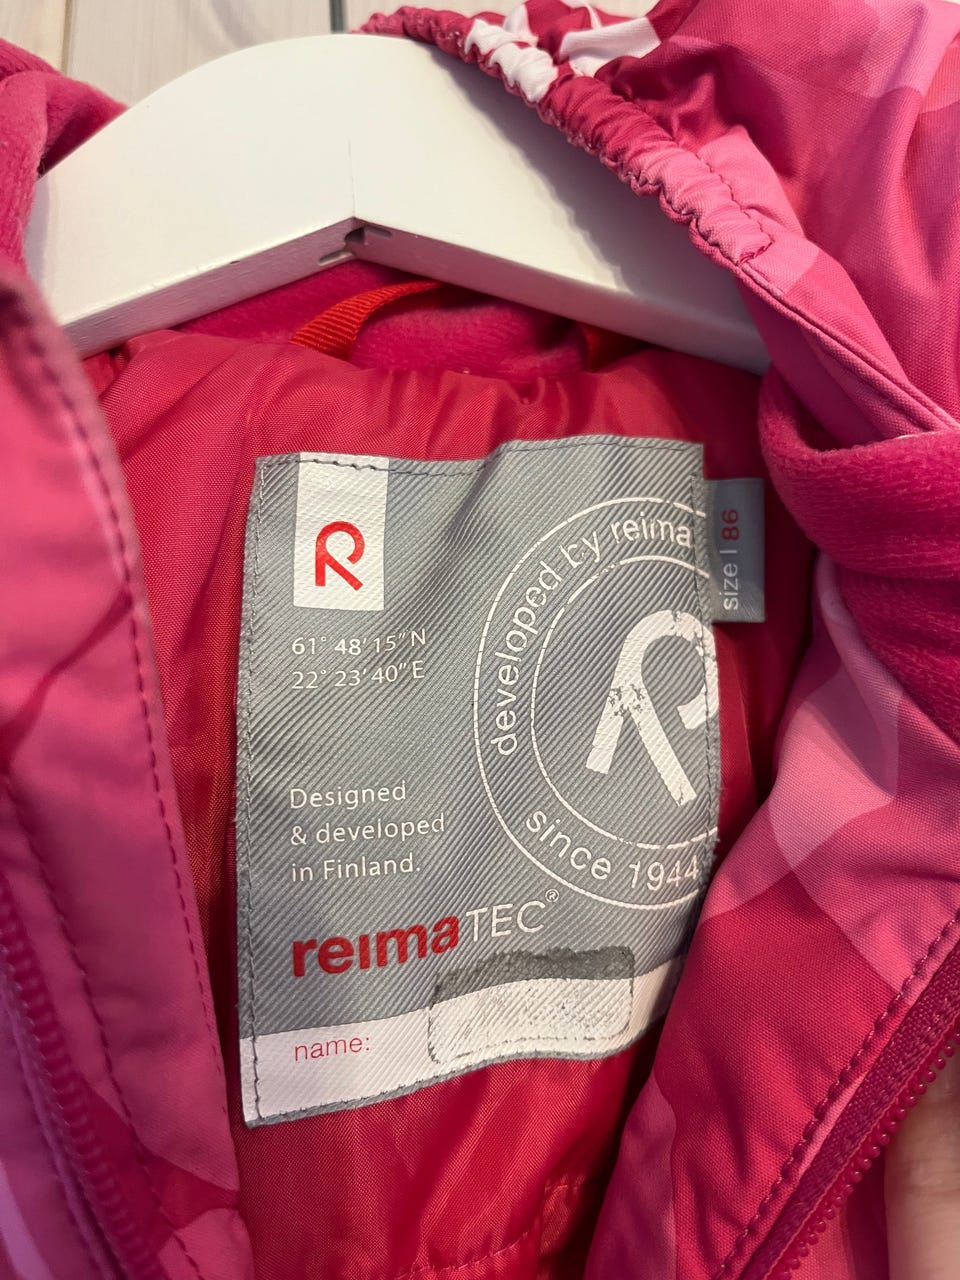 R
61° 48' 15" N
22° 23' 40" E
developed by reima
since 1944
R
size | 86
Designed
& developed
in Finland.
reimaTEC®
name: